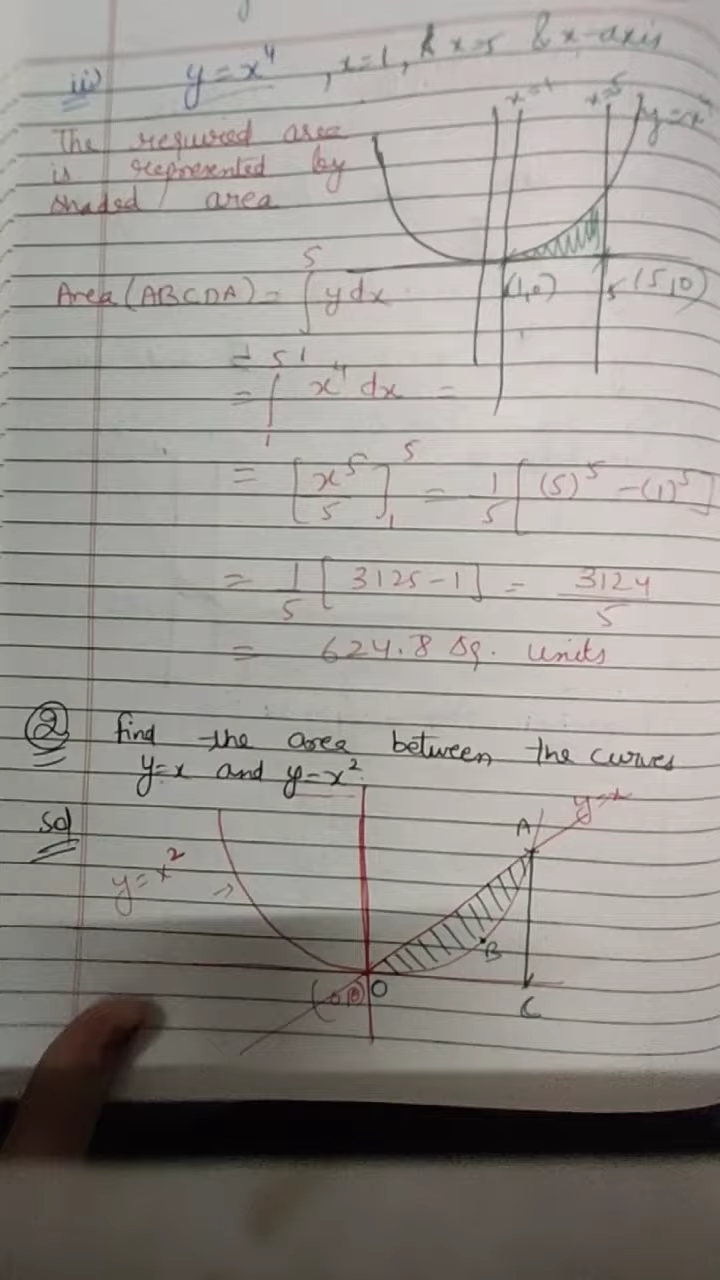 iii) y = x⁴, x=1, & x=5 & x-axis
x=1 x=5 y=x⁴
The required area
is represented by
shaded area
(1,0) 5 (5,0)
Area (ABCDA) = ∫₁⁵ y dx
= ∫₁⁵ x⁴ dx =
= [x⁵/5]₁⁵ = 1/5 [(5)⁵ - (1)⁵]
= 1/5 [3125 - 1] = 3124/5
= 624.8 sq. units
② find the area between the curves
y=x and y=x².
Sol
y=x
A
y=x²
B
O
C